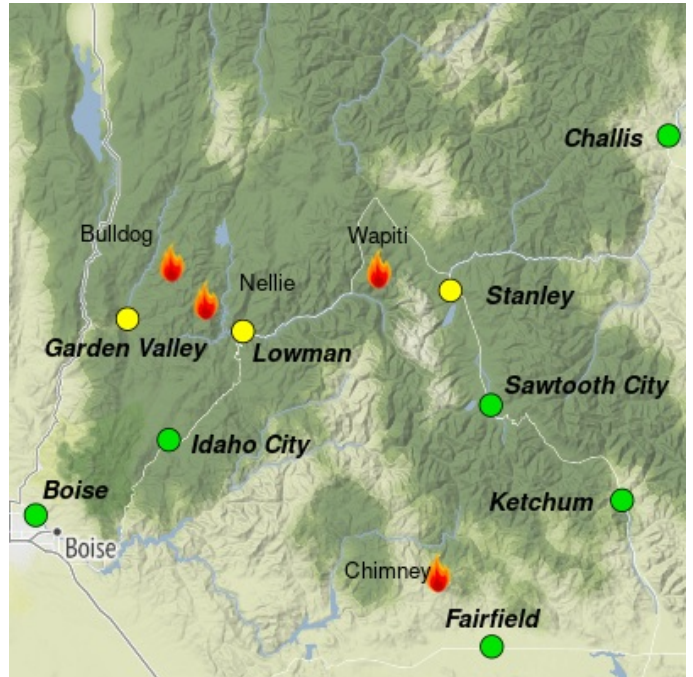 Challis
Bulldog
Wapiti
Nellie
Stanley
Garden Valley
Lowman
Sawtooth City
Idaho City
Boise
Ketchum
Boise
Chimney
Fairfield